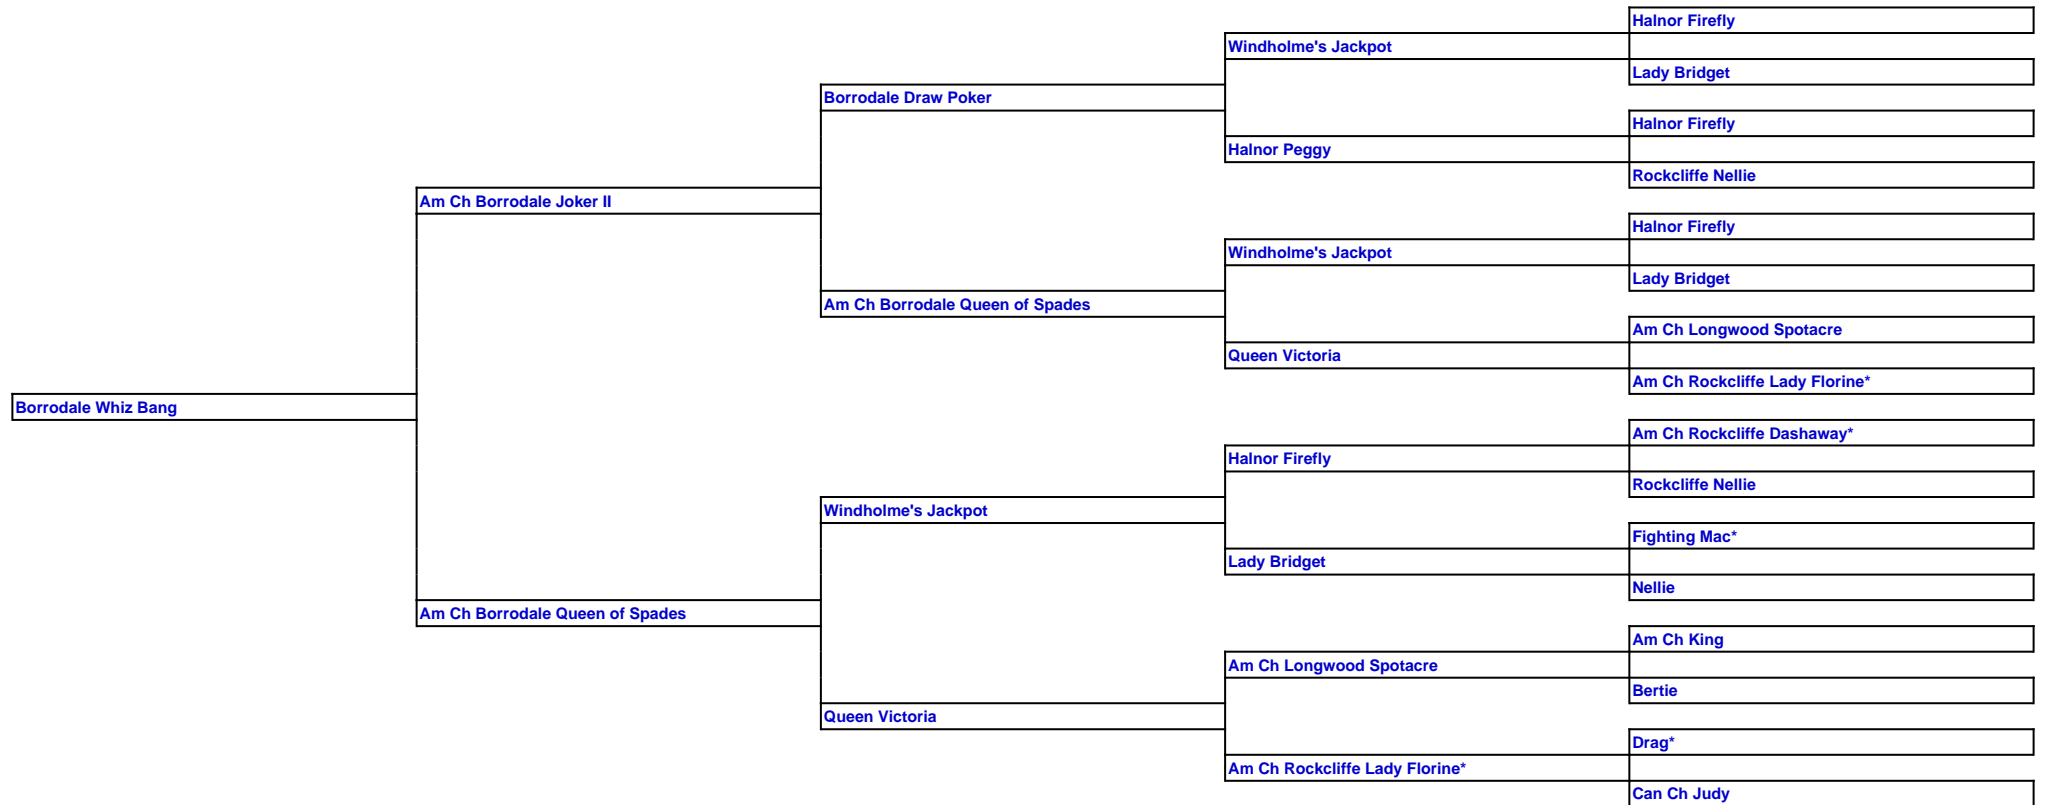 Halnor Firefly
Windholme's Jackpot
Lady Bridget
Borrodale Draw Poker
Halnor Firefly
Halnor Peggy
Rockcliffe Nellie
Am Ch Borrodale Joker II
Halnor Firefly
Windholme's Jackpot
Lady Bridget
Am Ch Borrodale Queen of Spades
Am Ch Longwood Spotacre
Queen Victoria
Am Ch Rockcliffe Lady Florine*
Borrodale Whiz Bang
Am Ch Rockcliffe Dashaway*
Halnor Firefly
Rockcliffe Nellie
Windholme's Jackpot
Fighting Mac*
Lady Bridget
Nellie
Am Ch Borrodale Queen of Spades
Am Ch King
Am Ch Longwood Spotacre
Bertie
Queen Victoria
Drag*
Am Ch Rockcliffe Lady Florine*
Can Ch Judy